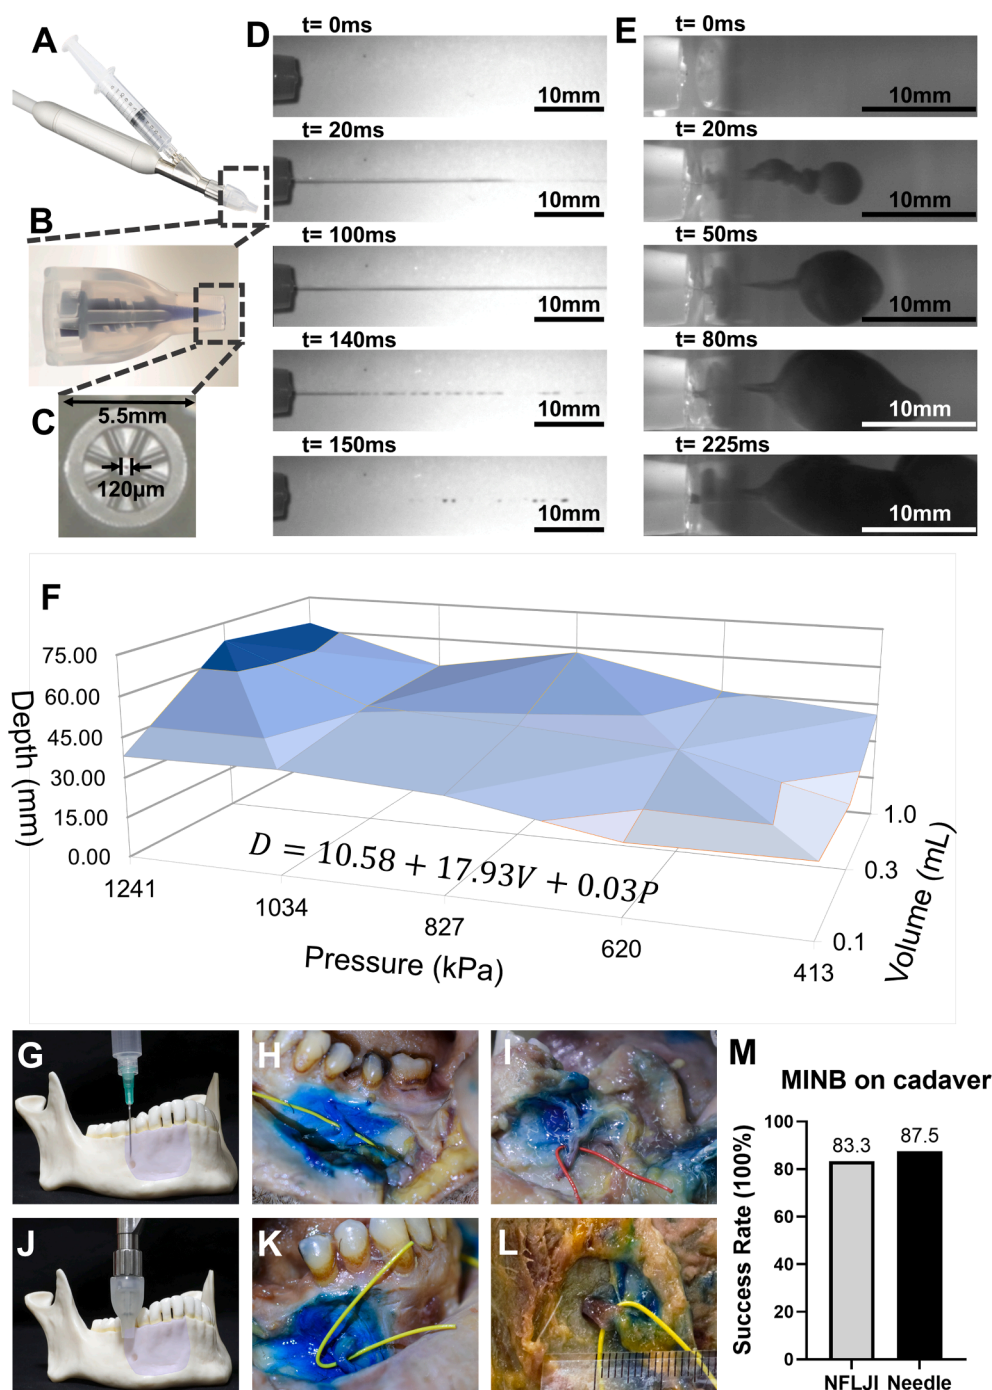 A
B
5.5mm
C
120μm
D
t= 0ms
10mm
t= 20ms
10mm
t= 100ms
10mm
t= 140ms
10mm
t= 150ms
10mm
E
t= 0ms
10mm
t= 20ms
10mm
t= 50ms
10mm
t= 80ms
10mm
t= 225ms
10mm
F
75.00
60.00
45.00
30.00
15.00
0.00
Depth (mm)
D = 10.58 + 17.93V + 0.03P
1241
1034
827
620
413
Pressure (kPa)
1.0
0.3
0.1
Volume (mL)
G
H
I
J
K
L
M
MINB on cadaver
Success Rate (100%)
100
80
60
40
20
0
83.3
87.5
NFLJI Needle